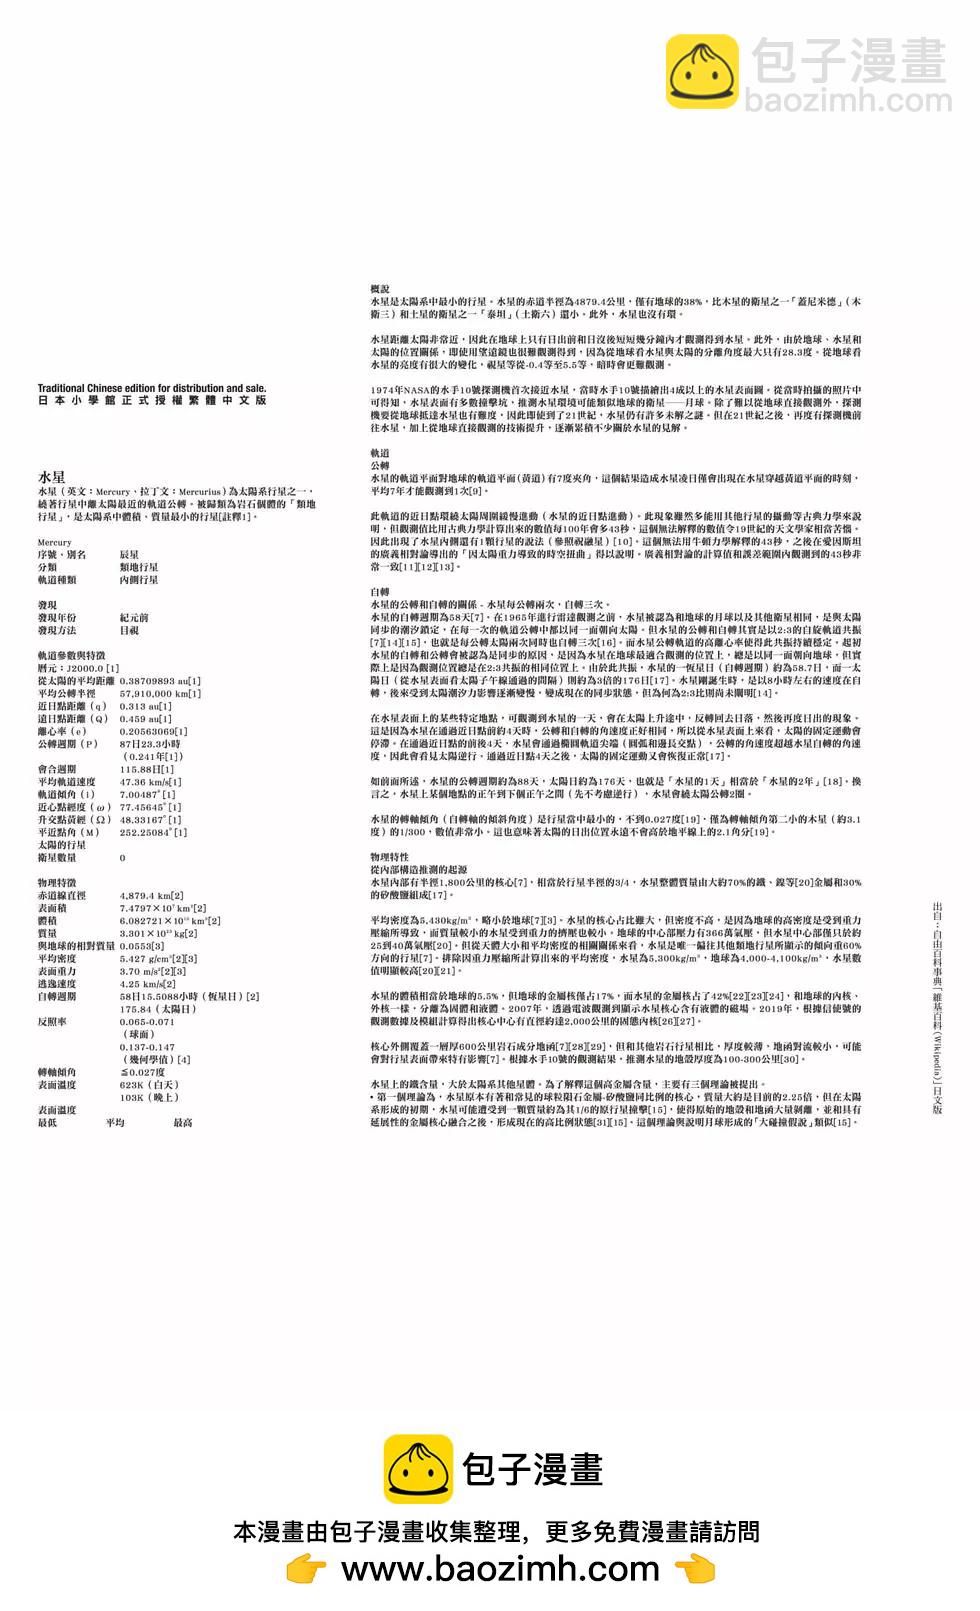 包子漫畫
baozimh.com
Traditional Chinese edition for distribution and sale.
日本小學館正式授權繁體中文版
水星
水星（英文：Mercury、拉丁文：Mercurius）為太陽系行星之一，
繞著行星中離太陽最近的軌道公轉。被歸類為岩石個體的「類地
行星」，是太陽系中體積、質量最小的行星[註釋1]。
Mercury
序號、別名 辰星
分類 類地行星
軌道種類 內側行星
發現
發現年份 紀元前
發現方法 目視
軌道參數與特徵
曆元：J2000.0 [1]
從太陽的平均距離 0.38709893 au[1]
平均公轉半徑 57,910,000 km[1]
近日點距離（q） 0.313 au[1]
遠日點距離（Q） 0.459 au[1]
離心率（e） 0.20563069[1]
公轉週期（P） 87日23.3小時
（0.241年[1]）
會合週期 115.88日[1]
平均軌道速度 47.36 km/s[1]
軌道傾角（i） 7.00487°[1]
近心點經度（ω） 77.45645°[1]
升交點黃經（Ω） 48.33167°[1]
平近點角（M） 252.25084°[1]
太陽的行星
衛星數量 0
物理特徵
赤道線直徑 4,879.4 km[2]
表面積 7.4797×10⁷ km²[2]
體積 6.082721×10¹⁰ km³[2]
質量 3.301×10²³ kg[2]
與地球的相對質量 0.0553[3]
平均密度 5.427 g/cm³[2][3]
表面重力 3.70 m/s²[2][3]
逃逸速度 4.25 km/s[2]
自轉週期 58日15.5088小時（恆星日）[2]
175.84（太陽日）
反照率 0.065-0.071
（球面）
0.137-0.147
（幾何學值）[4]
轉軸傾角 ≦0.027度
表面溫度 623K（白天）
103K（晚上）
表面溫度
最低 平均 最高
概說
水星是太陽系中最小的行星。水星的赤道半徑為4879.4公里，僅有地球的38%，比木星的衛星之一「蓋尼米德」（木
衛三）和土星的衛星之一「泰坦」（土衛六）還小。此外，水星也沒有環。
水星距離太陽非常近，因此在地球上只有日出前和日沒後短短幾分鐘內才觀測得到水星。此外，由於地球、水星和
太陽的位置關係，即使用望遠鏡也很難觀測得到，因為從地球看水星與太陽的分離角度最大只有28.3度。從地球看
水星的亮度有很大的變化，視星等從-0.4等至5.5等，暗時會更難觀測。
1974年NASA的水手10號探測機首次接近水星，當時水手10號描繪出4成以上的水星表面圖。從當時拍攝的照片中
可得知，水星表面有多數撞擊坑，推測水星環境可能類似地球的衛星──月球。除了難以從地球直接觀測外，探測
機要從地球抵達水星也有難度，因此即使到了21世紀，水星仍有許多未解之謎。但在21世紀之後，再度有探測機前
往水星，加上從地球直接觀測的技術提升，逐漸累積不少關於水星的見解。
軌道
公轉
水星的軌道平面對地球的軌道平面（黃道）有7度夾角，這個結果造成水星凌日僅會出現在水星穿越黃道平面的時刻，
平均7年才能觀測到1次[9]。
此軌道的近日點環繞太陽周圍緩慢進動（水星的近日點進動）。此現象雖然多能用其他行星的攝動等古典力學來說
明，但觀測值比用古典力學計算出來的數值每100年會多43秒，這個無法解釋的數值令19世紀的天文學家相當苦惱。
因此出現了水星內側還有1顆行星的說法（參照祝融星）[10]。這個無法用牛頓力學解釋的43秒，之後在愛因斯坦
的廣義相對論導出的「因太陽重力導致的時空扭曲」得以說明。廣義相對論的計算值和誤差範圍內觀測到的43秒非
常一致[11][12][13]。
自轉
水星的公轉和自轉的關係 - 水星每公轉兩次，自轉三次。
水星的自轉週期為58天[7]。在1965年進行雷達觀測之前，水星被認為和地球的月球以及其他衛星相同，是與太陽
同步的潮汐鎖定，在每一次的軌道公轉中都以同一面朝向太陽。但水星的公轉和自轉其實是以2:3的自旋軌道共振
[7][14][15]，也就是每公轉太陽兩次同時也自轉三次[16]。而水星公轉軌道的高離心率使得此共振持續穩定。起初
水星的自轉和公轉會被認為是同步的原因，是因為水星在地球最適合觀測的位置上，總是以同一面朝向地球。但實
際上是因為觀測位置總是在2:3共振的相同位置上。由於此共振，水星的一恆星日（自轉週期）約為58.7日，而一太
陽日（從水星表面看太陽子午線通過的間隔）則約為3倍的176日[17]。水星剛誕生時，是以8小時左右的速度在自
轉，後來受到太陽潮汐力影響逐漸變慢，變成現在的同步狀態，但為何為2:3比則尚未闡明[14]。
在水星表面上的某些特定地點，可觀測到水星的一天，會在太陽上升途中，反轉回去日落，然後再度日出的現象。
這是因為水星在通過近日點前約4天時，公轉和自轉的角速度正好相同，所以從水星表面上來看，太陽的固定運動會
停滯。在通過近日點的前後4天，水星會通過橢圓軌道尖端（圓弧和邊長交點），公轉的角速度超越水星自轉的角速
度，因此會看見太陽逆行。通過近日點4天之後，太陽的固定運動又會恢復正常[17]。
如前面所述，水星的公轉週期約為88天，太陽日約為176天，也就是「水星的1天」相當於「水星的2年」[18]。換
言之，水星上某個地點的正午到下個正午之間（先不考慮逆行），水星會繞太陽公轉2圈。
水星的轉軸傾角（自轉軸的傾斜角度）是行星當中最小的，不到0.027度[19]，僅為轉軸傾角第二小的木星（約3.1
度）的1/300，數值非常小。這也意味著太陽的日出位置永遠不會高於地平線上的2.1角分[19]。
物理特性
從內部構造推測的起源
水星內部有半徑1,800公里的核心[7]，相當於行星半徑的3/4，水星整體質量由大約70%的鐵、鎳等[20]金屬和30%
的矽酸鹽組成[17]。
平均密度為5,430kg/m³，略小於地球[7][3]。水星的核心占比雖大，但密度不高，是因為地球的高密度是受到重力
壓縮所導致，而質量較小的水星受到重力的擠壓也較小。地球的中心部壓力有366萬氣壓，但水星中心部僅只於約
25到40萬氣壓[20]。但從天體大小和平均密度的相關關係來看，水星是唯一偏往其他類地行星所顯示的傾向重60%
方向的行星[7]。排除因重力壓縮所計算出來的平均密度，水星為5,300kg/m³，地球為4,000-4,100kg/m³，水星數
值明顯較高[20][21]。
水星的體積相當於地球的5.5%，但地球的金屬核僅占17%，而水星的金屬核占了42%[22][23][24]，和地球的內核、
外核一樣，分離為固體和液體。2007年，透過電波觀測到顯示水星核心含有液體的磁場。2019年，根據信使號的
觀測數據及模組計算得出核心中心有直徑約達2,000公里的固態內核[26][27]。
核心外側覆蓋一層厚600公里岩石成分地函[7][28][29]，但和其他岩石行星相比，厚度較薄，地函對流較小，可能
會對行星表面帶來特有影響[7]。根據水手10號的觀測結果，推測水星的地殼厚度為100-300公里[30]。
水星上的鐵含量，大於太陽系其他星體。為了解釋這個高金屬含量，主要有三個理論被提出。
• 第一個理論為，水星原本有著和常見的球粒隕石金屬-矽酸鹽同比例的核心，質量大約是目前的2.25倍，但在太陽
系形成的初期，水星可能遭受到一顆質量約為其1/6的原行星撞擊[15]，使得原始的地殼和地函大量剝離，並和具有
延展性的金屬核心融合之後，形成現在的高比例狀態[31][15]。這個理論與說明月球形成的「大碰撞假說」類似[15]。
出自：自由百科事典「維基百科（Wikipedia）」日文版
包子漫畫
本漫畫由包子漫畫收集整理，更多免費漫畫請訪問
👉 www.baozimh.com 👈